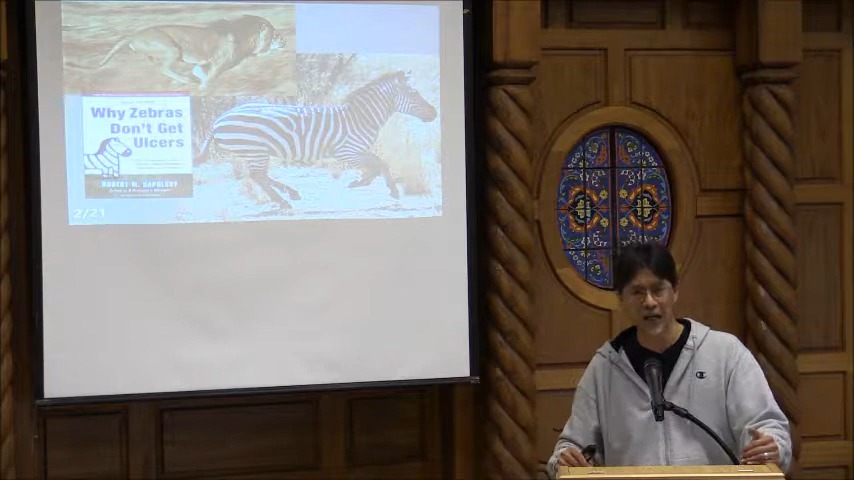 Why Zebras
Don't Get
Ulcers
ROBERT M. SAPOLSKY
2/21